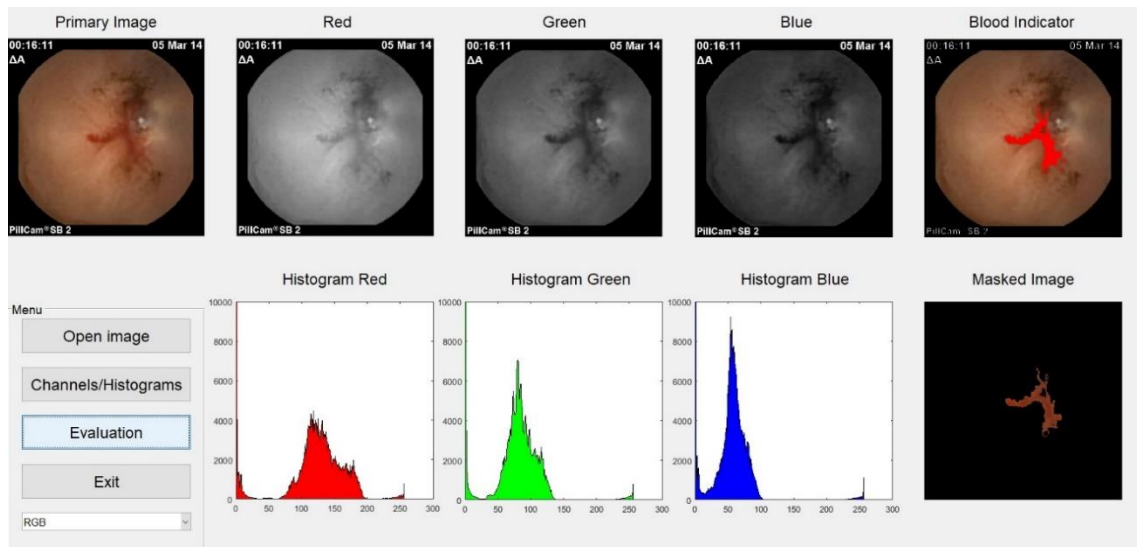 Primary Image
Red
Green
Blue
Blood Indicator
00:16:11 05 Mar 14
ΔA
PillCam®SB 2
00:16:11 05 Mar 14
ΔA
PillCam®SB 2
00:16:11 05 Mar 14
ΔA
PillCam®SB 2
00:16:11 05 Mar 14
ΔA
PillCam®SB 2
00:16:11 05 Mar 14
ΔA
PillCam SB 2
Menu
Open image
Channels/Histograms
Evaluation
Exit
RGB
Histogram Red
10000
8000
6000
4000
2000
0
0 50 100 150 200 250 300
Histogram Green
10000
8000
6000
4000
2000
0
0 50 100 150 200 250 300
Histogram Blue
10000
8000
6000
4000
2000
0
0 50 100 150 200 250 300
Masked Image